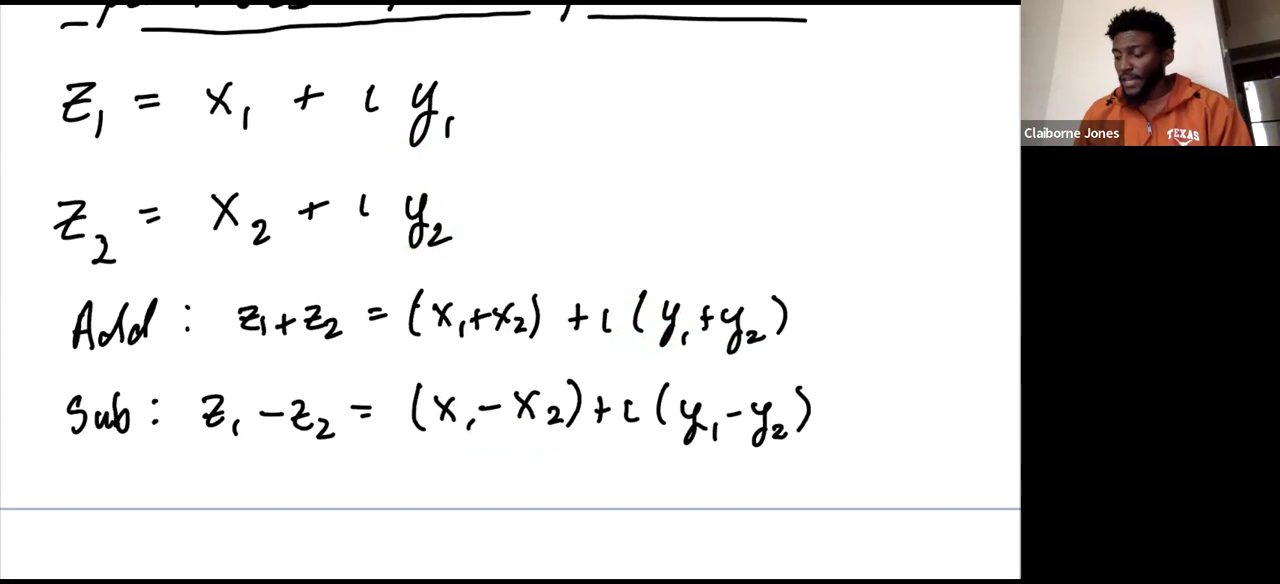 z₁ = x₁ + i y₁
z₂ = x₂ + i y₂
Add : z₁+z₂ = (x₁+x₂) + i (y₁+y₂)
Sub : z₁ -z₂ = (x₁- x₂)+ i (y₁-y₂)
Claiborne Jones
TEXAS